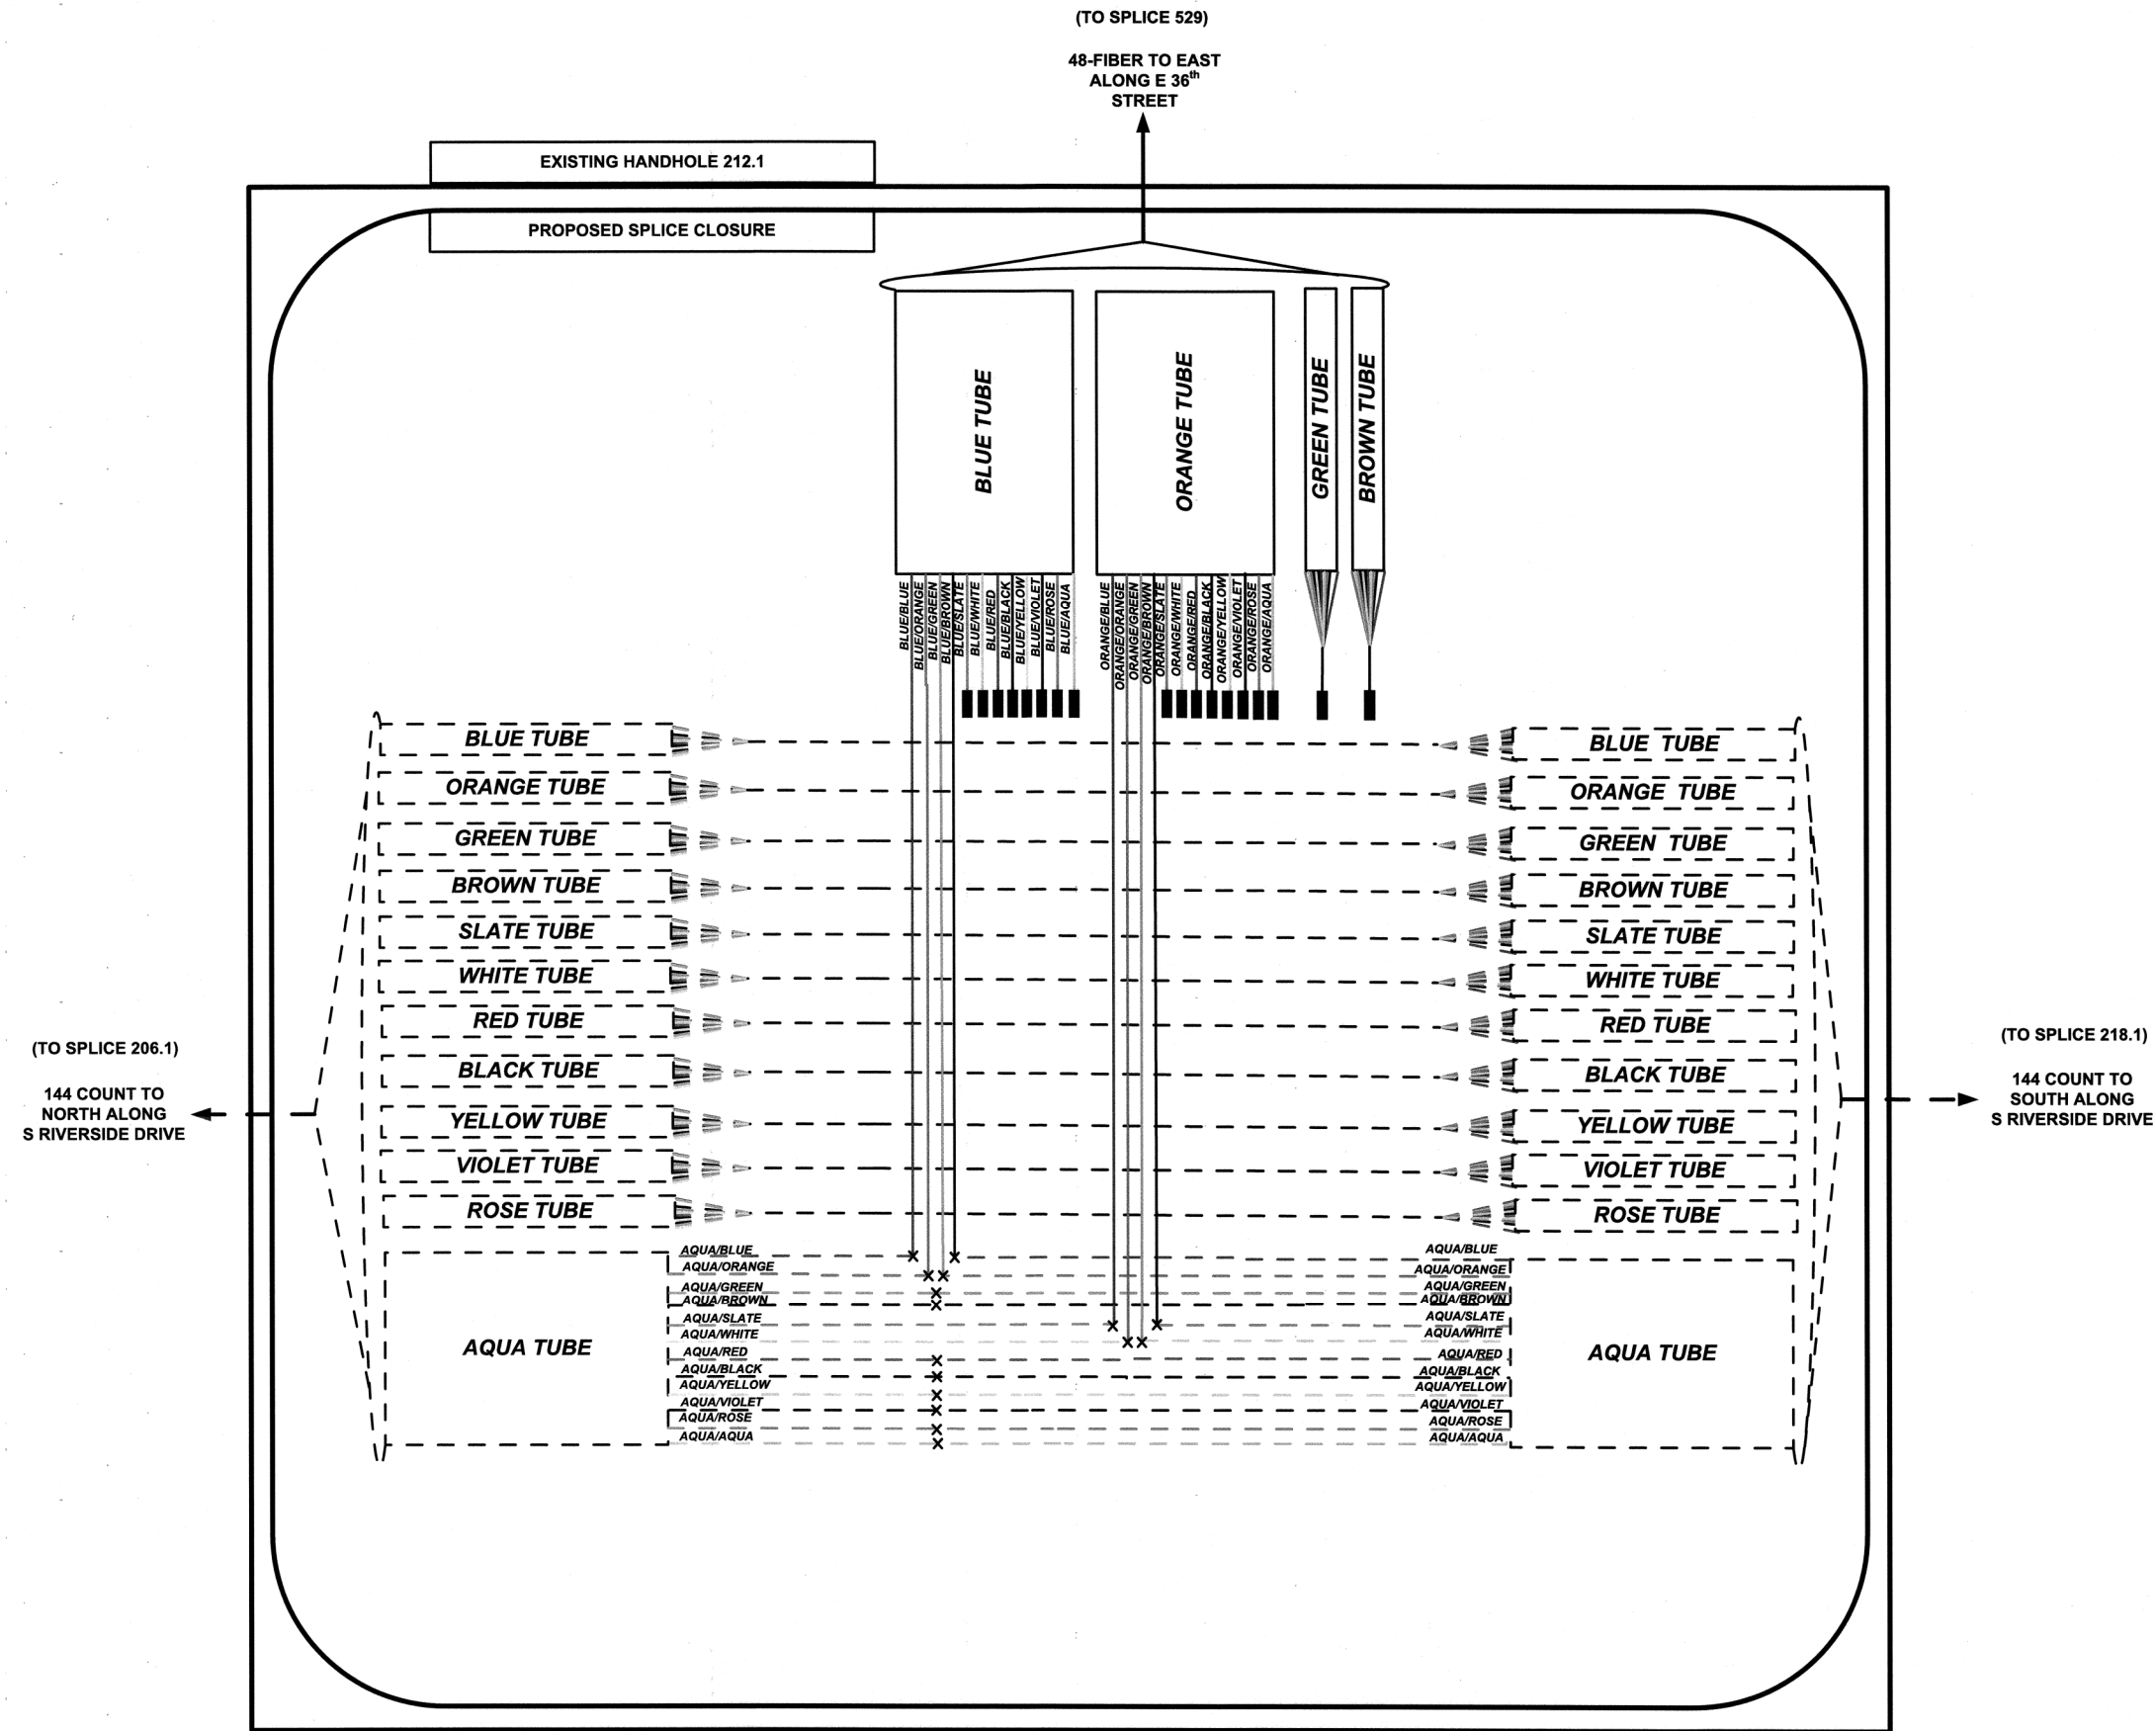 (TO SPLICE 529)
48-FIBER TO EAST
ALONG E 36th
STREET
EXISTING HANDHOLE 212.1
PROPOSED SPLICE CLOSURE
BLUE TUBE
ORANGE TUBE
GREEN TUBE
BROWN TUBE
BLUE/BLUE
BLUE/ORANGE
BLUE/GREEN
BLUE/BROWN
BLUE/SLATE
BLUE/WHITE
BLUE/RED
BLUE/BLACK
BLUE/YELLOW
BLUE/VIOLET
BLUE/ROSE
BLUE/AQUA
ORANGE/BLUE
ORANGE/ORANGE
ORANGE/GREEN
ORANGE/BROWN
ORANGE/SLATE
ORANGE/WHITE
ORANGE/RED
ORANGE/BLACK
ORANGE/YELLOW
ORANGE/VIOLET
ORANGE/ROSE
ORANGE/AQUA
(TO SPLICE 206.1)
144 COUNT TO
NORTH ALONG
S RIVERSIDE DRIVE
BLUE TUBE
ORANGE TUBE
GREEN TUBE
BROWN TUBE
SLATE TUBE
WHITE TUBE
RED TUBE
BLACK TUBE
YELLOW TUBE
VIOLET TUBE
ROSE TUBE
AQUA TUBE
AQUA/BLUE
AQUA/ORANGE
AQUA/GREEN
AQUA/BROWN
AQUA/SLATE
AQUA/WHITE
AQUA/RED
AQUA/BLACK
AQUA/YELLOW
AQUA/VIOLET
AQUA/ROSE
AQUA/AQUA
BLUE TUBE
ORANGE TUBE
GREEN TUBE
BROWN TUBE
SLATE TUBE
WHITE TUBE
RED TUBE
BLACK TUBE
YELLOW TUBE
VIOLET TUBE
ROSE TUBE
AQUA/BLUE
AQUA/ORANGE
AQUA/GREEN
AQUA/BROWN
AQUA/SLATE
AQUA/WHITE
AQUA/RED
AQUA/BLACK
AQUA/YELLOW
AQUA/VIOLET
AQUA/ROSE
AQUA/AQUA
AQUA TUBE
(TO SPLICE 218.1)
144 COUNT TO
SOUTH ALONG
S RIVERSIDE DRIVE